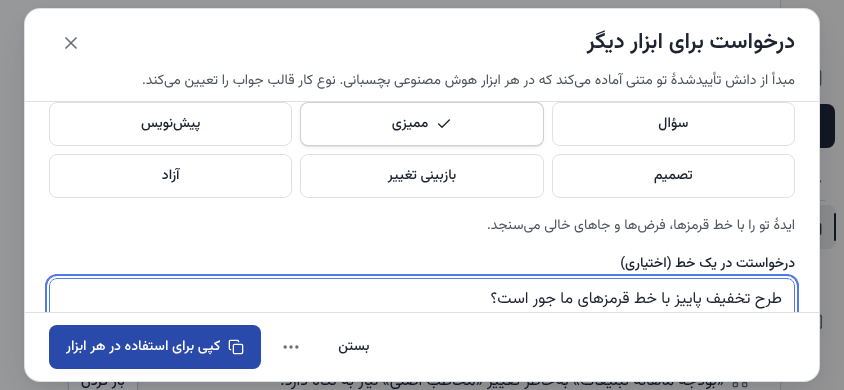 درخواست برای ابزار دیگر
مبدأ از دانش تأییدشدهٔ تو متنی آماده می‌کند که در هر ابزار هوش مصنوعی بچسبانی. نوع کار قالب جواب را تعیین می‌کند.
سؤال
ممیزی
پیش‌نویس
تصمیم
بازبینی تغییر
آزاد
ایدهٔ تو را با خط قرمزها، فرض‌ها و جاهای خالی می‌سنجد.
درخواستت در یک خط (اختیاری)
طرح تخفیف پاییز با خط قرمزهای ما جور است؟
بستن
کپی برای استفاده در هر ابزار